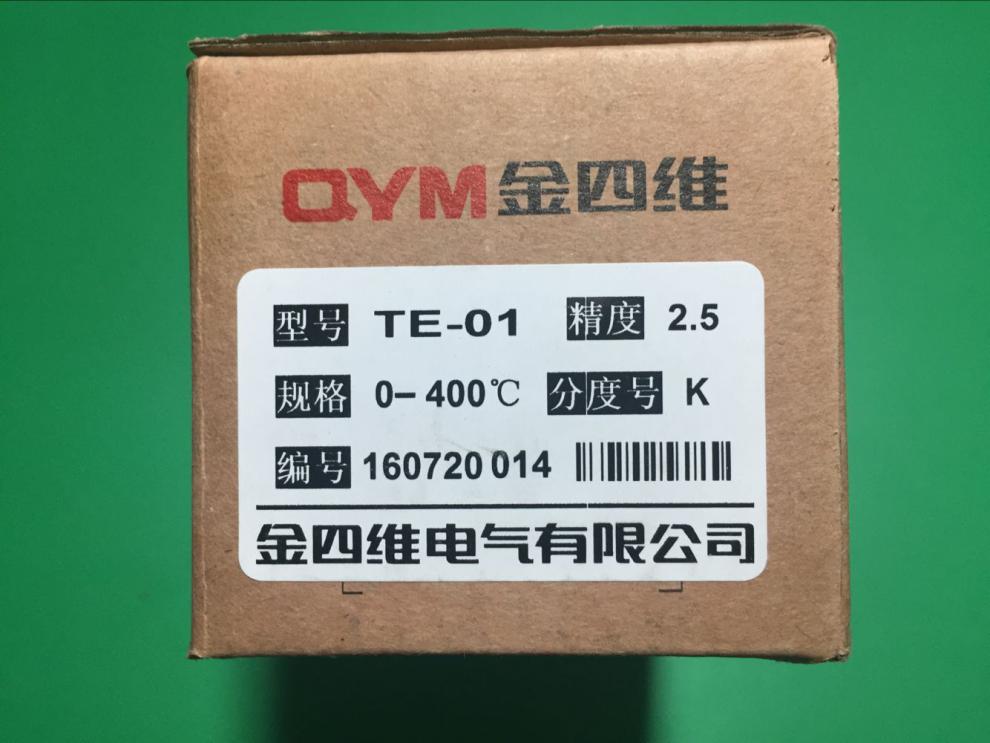 QYM金四维
型号 TE-01 精度 2.5
规格 0-400℃ 分度号 K
编号 160720 014
金四维电气有限公司